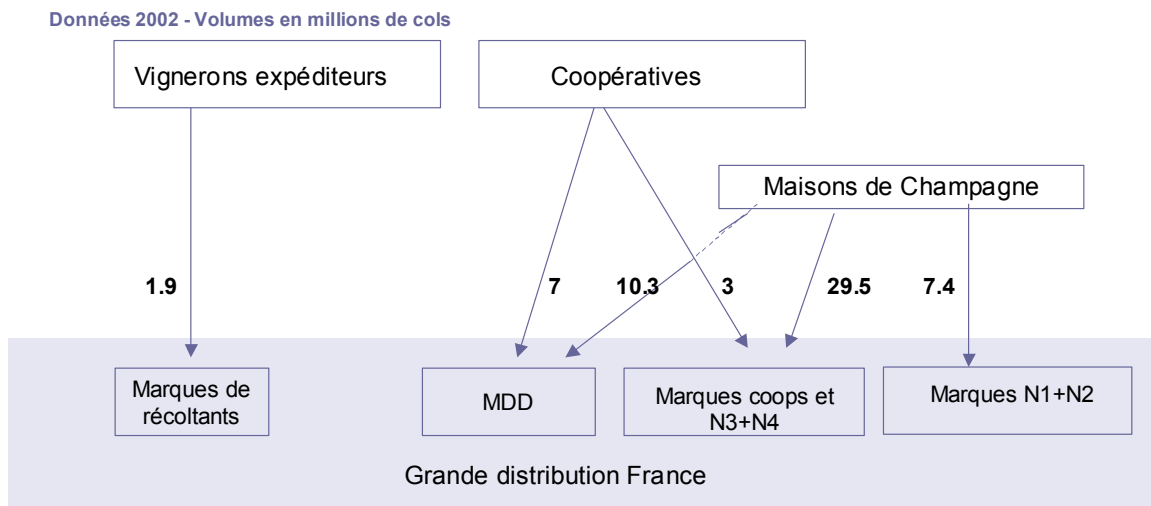 Données 2002 - Volumes en millions de cols
Vignerons expéditeurs
Coopératives
Maisons de Champagne
1.9
7
10.3
3
29.5
7.4
Marques de
récoltants
MDD
Marques coops et
N3+N4
Marques N1+N2
Grande distribution France